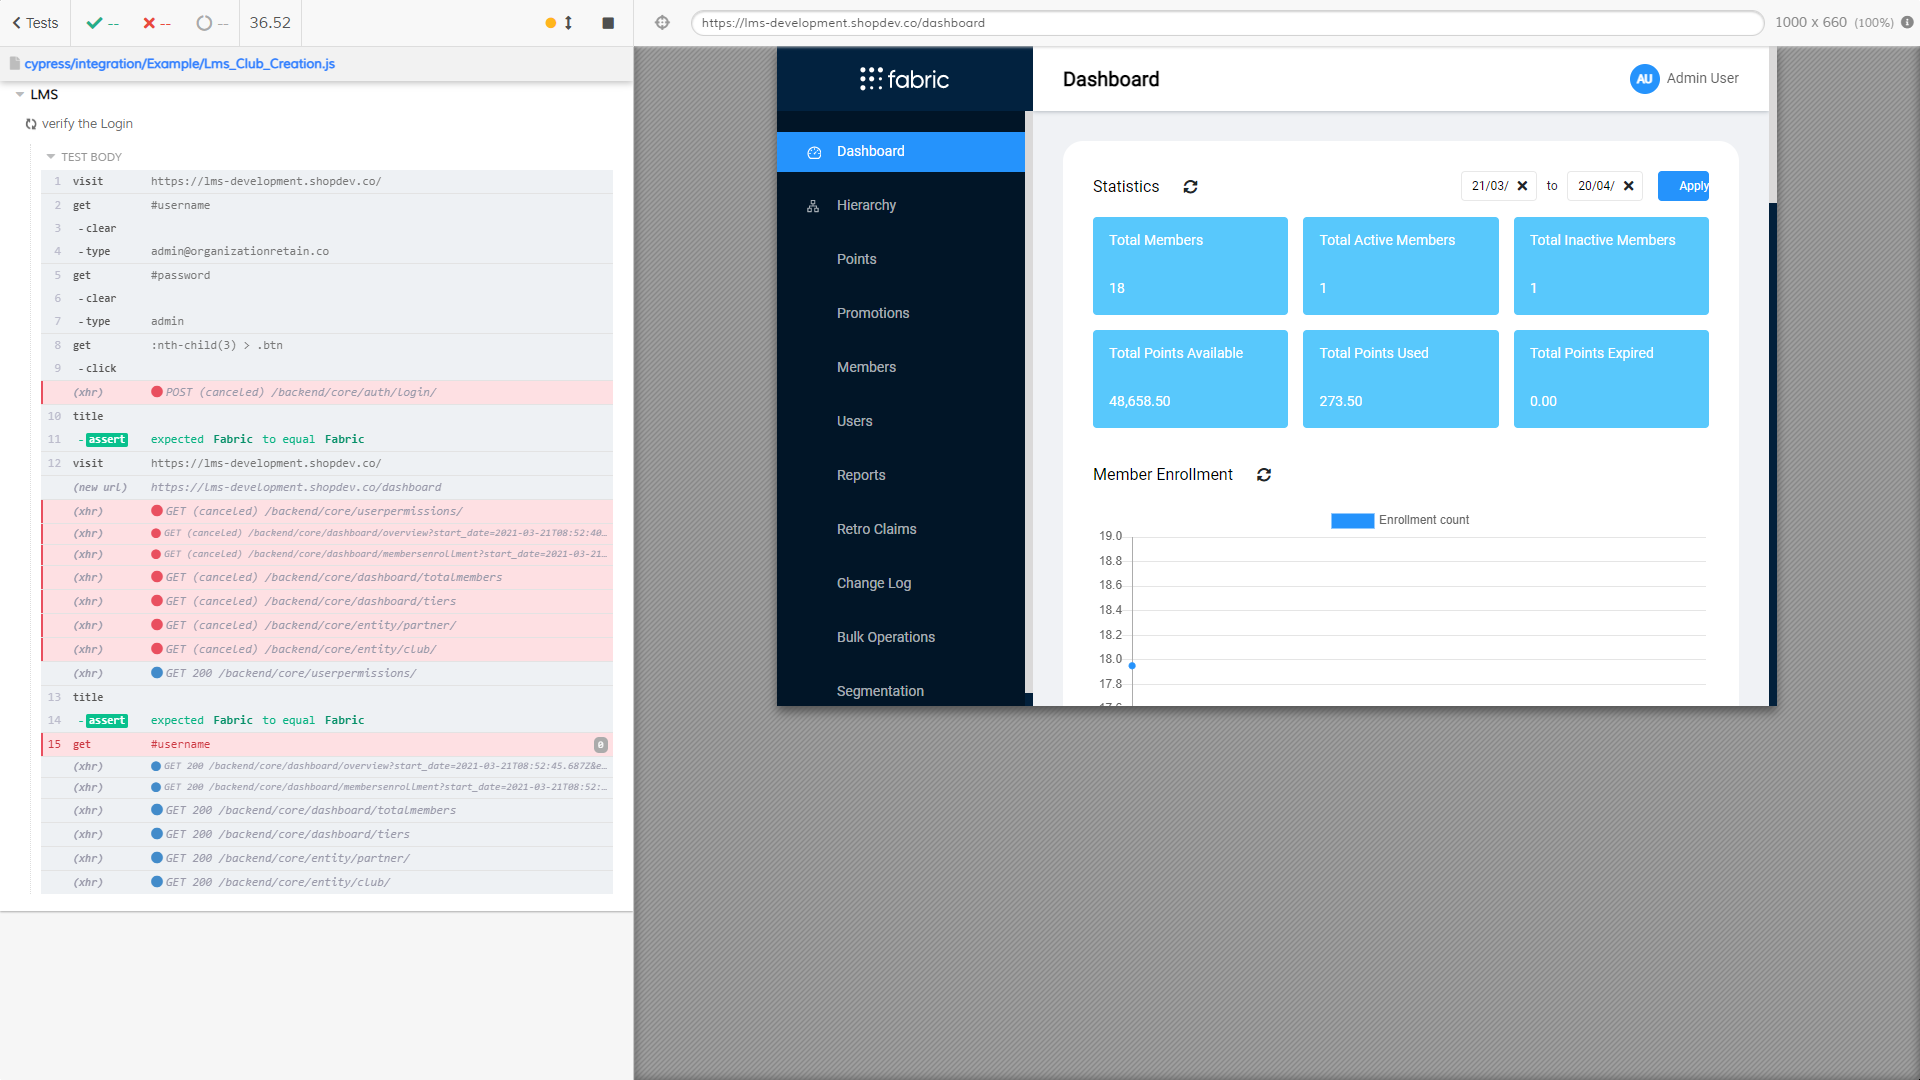 Tests -- -- -- 36.52
cypress/integration/Example/Lms_Club_Creation.js
LMS
verify the Login
TEST BODY
1 visit https://lms-development.shopdev.co/
2 get #username
3 -clear
4 -type admin@organizationretain.co
5 get #password
6 -clear
7 -type admin
8 get :nth-child(3) > .btn
9 -click
(xhr) POST (canceled) /backend/core/auth/login/
10 title
11 -assert expected Fabric to equal Fabric
12 visit https://lms-development.shopdev.co/
(new url) https://lms-development.shopdev.co/dashboard
(xhr) GET (canceled) /backend/core/userpermissions/
(xhr) GET (canceled) /backend/core/dashboard/overview?start_date=2021-03-21T08:52:40…
(xhr) GET (canceled) /backend/core/dashboard/membersenrollment?start_date=2021-03-21…
(xhr) GET (canceled) /backend/core/dashboard/totalmembers
(xhr) GET (canceled) /backend/core/dashboard/tiers
(xhr) GET (canceled) /backend/core/entity/partner/
(xhr) GET (canceled) /backend/core/entity/club/
(xhr) GET 200 /backend/core/userpermissions/
13 title
14 -assert expected Fabric to equal Fabric
15 get #username 0
(xhr) GET 200 /backend/core/dashboard/overview?start_date=2021-03-21T08:52:45.687Z&e…
(xhr) GET 200 /backend/core/dashboard/membersenrollment?start_date=2021-03-21T08:52:…
(xhr) GET 200 /backend/core/dashboard/totalmembers
(xhr) GET 200 /backend/core/dashboard/tiers
(xhr) GET 200 /backend/core/entity/partner/
(xhr) GET 200 /backend/core/entity/club/
https://lms-development.shopdev.co/dashboard 1000 x 660 (100%)
fabric
Dashboard
Hierarchy
Points
Promotions
Members
Users
Reports
Retro Claims
Change Log
Bulk Operations
Segmentation
Dashboard AU Admin User
Statistics 21/03/ to 20/04/ Apply
Total Members Total Active Members Total Inactive Members
18 1 1
Total Points Available Total Points Used Total Points Expired
48,658.50 273.50 0.00
Member Enrollment
Enrollment count
19.0
18.8
18.6
18.4
18.2
18.0
17.8